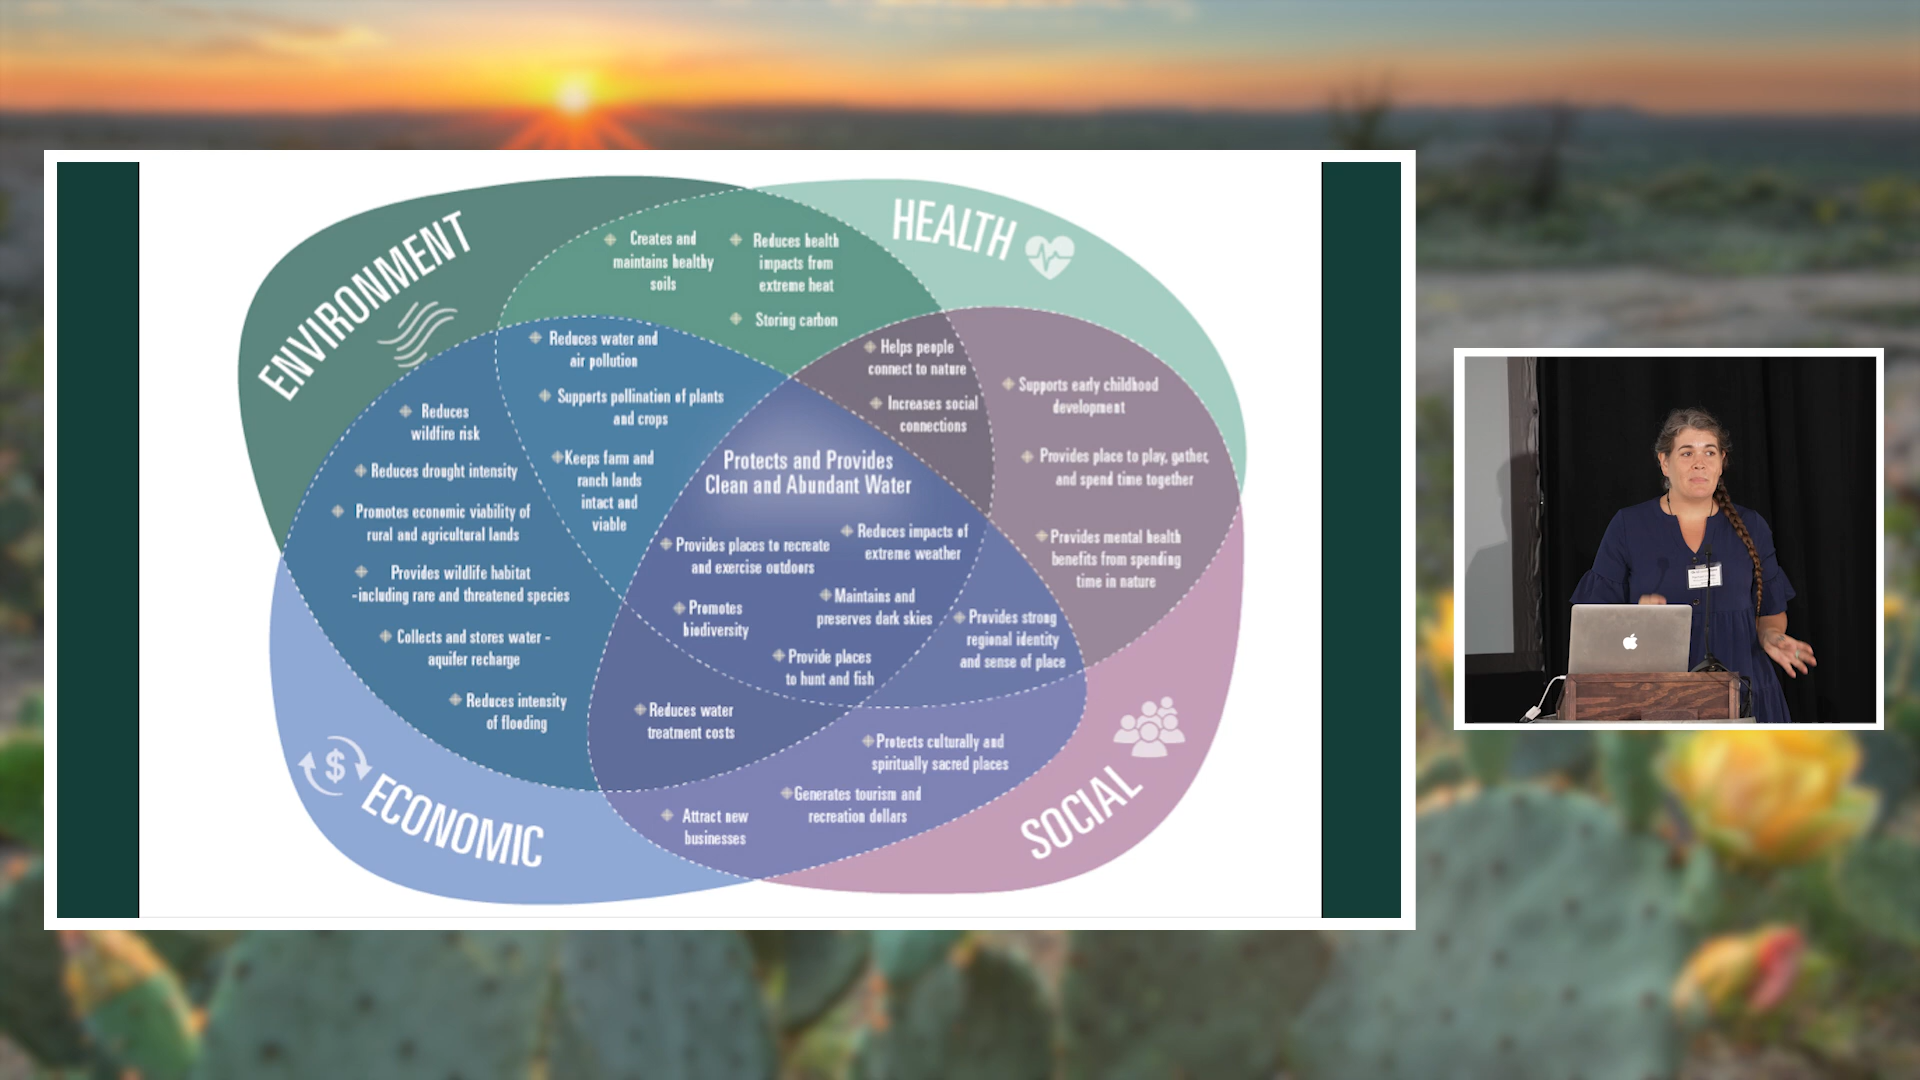 ENVIRONMENT
HEALTH
Creates and
maintains healthy
soils
Reduces health
impacts from
extreme heat
Storing carbon
Reduces water and
air pollution
Supports pollination of plants
and crops
Keeps farm and
ranch lands
intact and
viable
Helps people
connect to nature
Increases social
connections
Supports early childhood
development
Provides place to play, gather,
and spend time together
Provides mental health
benefits from spending
time in nature
Reduces
wildfire risk
Reduces drought intensity
Promotes economic viability of
rural and agricultural lands
Provides wildlife habitat
-including rare and threatened species
Collects and stores water -
aquifer recharge
Reduces intensity
of flooding
Protects and Provides
Clean and Abundant Water
Reduces impacts of
extreme weather
Provides places to recreate
and exercise outdoors
Maintains and
preserves dark skies
Promotes
biodiversity
Provide places
to hunt and fish
Provides strong
regional identity
and sense of place
Reduces water
treatment costs
Protects culturally and
spiritually sacred places
Generates tourism and
recreation dollars
Attract new
businesses
$
ECONOMIC
SOCIAL